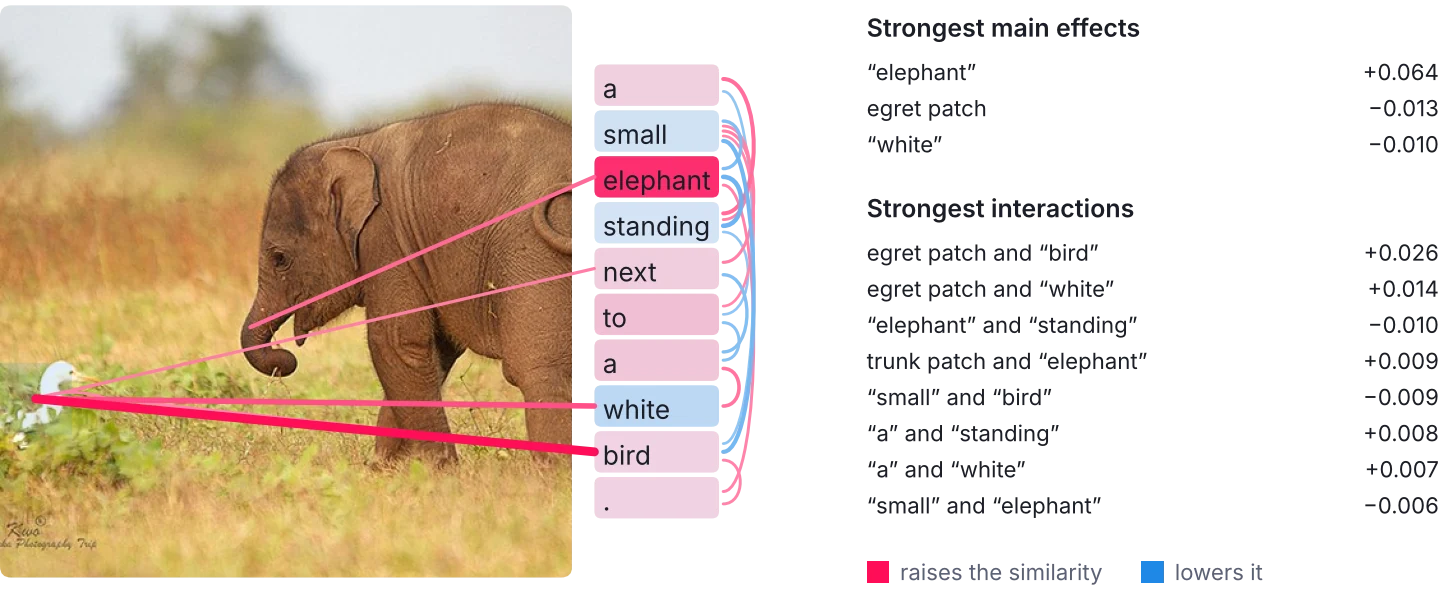 a
small
elephant
standing
next
to
a
white
bird
.
Kivo
Photography Trip
Strongest main effects
“elephant” +0.064
egret patch −0.013
“white” −0.010
Strongest interactions
egret patch and “bird” +0.026
egret patch and “white” +0.014
“elephant” and “standing” −0.010
trunk patch and “elephant” +0.009
“small” and “bird” −0.009
“a” and “standing” +0.008
“a” and “white” +0.007
“small” and “elephant” −0.006
raises the similarity
lowers it